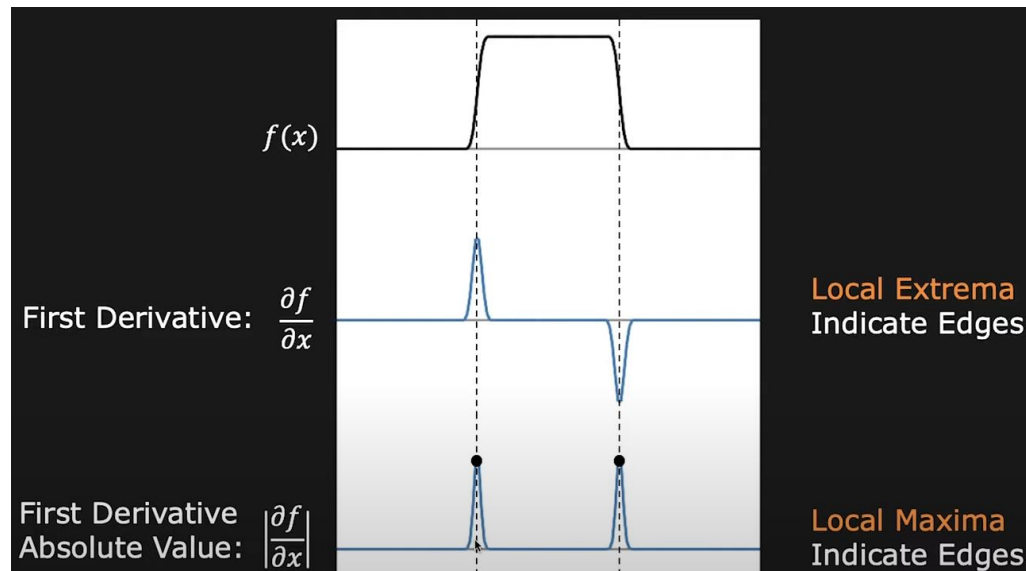 f(x)
First Derivative: ∂f/∂x
Local Extrema
Indicate Edges
First Derivative
Absolute Value: |∂f/∂x|
Local Maxima
Indicate Edges